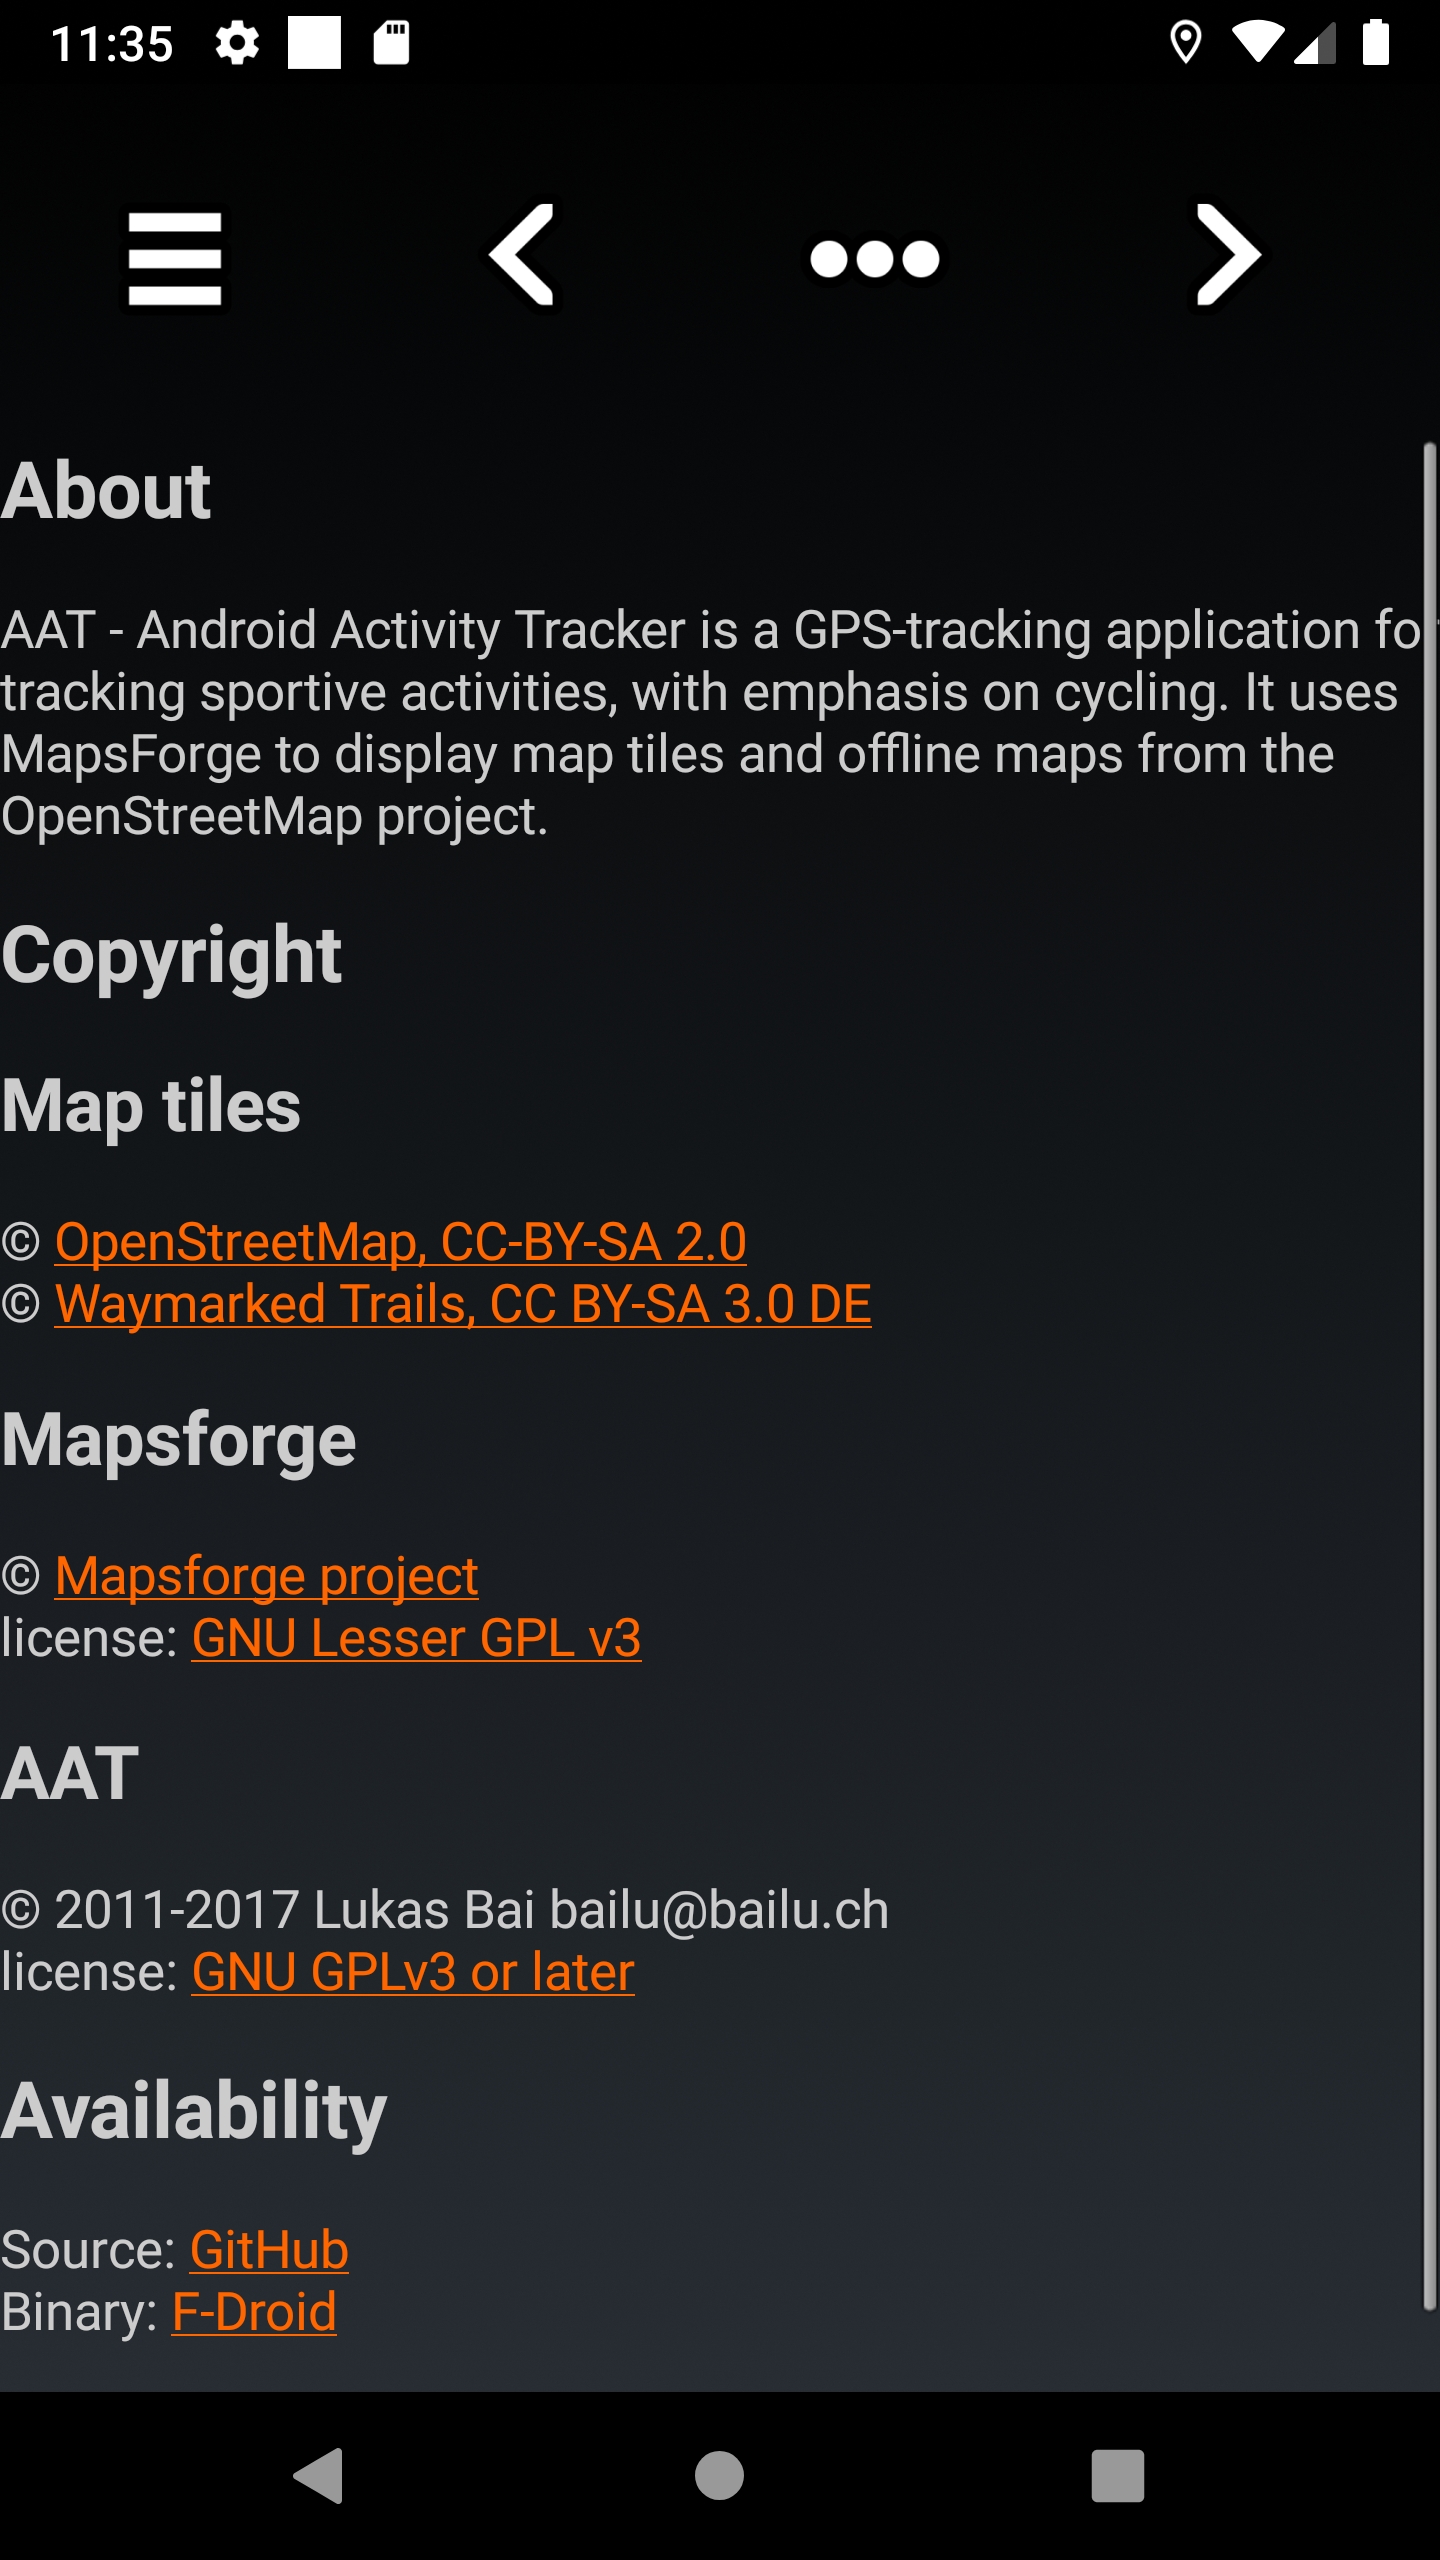 11:35
About
AAT - Android Activity Tracker is a GPS-tracking application fo
tracking sportive activities, with emphasis on cycling. It uses
MapsForge to display map tiles and offline maps from the
OpenStreetMap project.
Copyright
Map tiles
© OpenStreetMap, CC-BY-SA 2.0
© Waymarked Trails, CC BY-SA 3.0 DE
Mapsforge
© Mapsforge project
license: GNU Lesser GPL v3
AAT
© 2011-2017 Lukas Bai bailu@bailu.ch
license: GNU GPLv3 or later
Availability
Source: GitHub
Binary: F-Droid